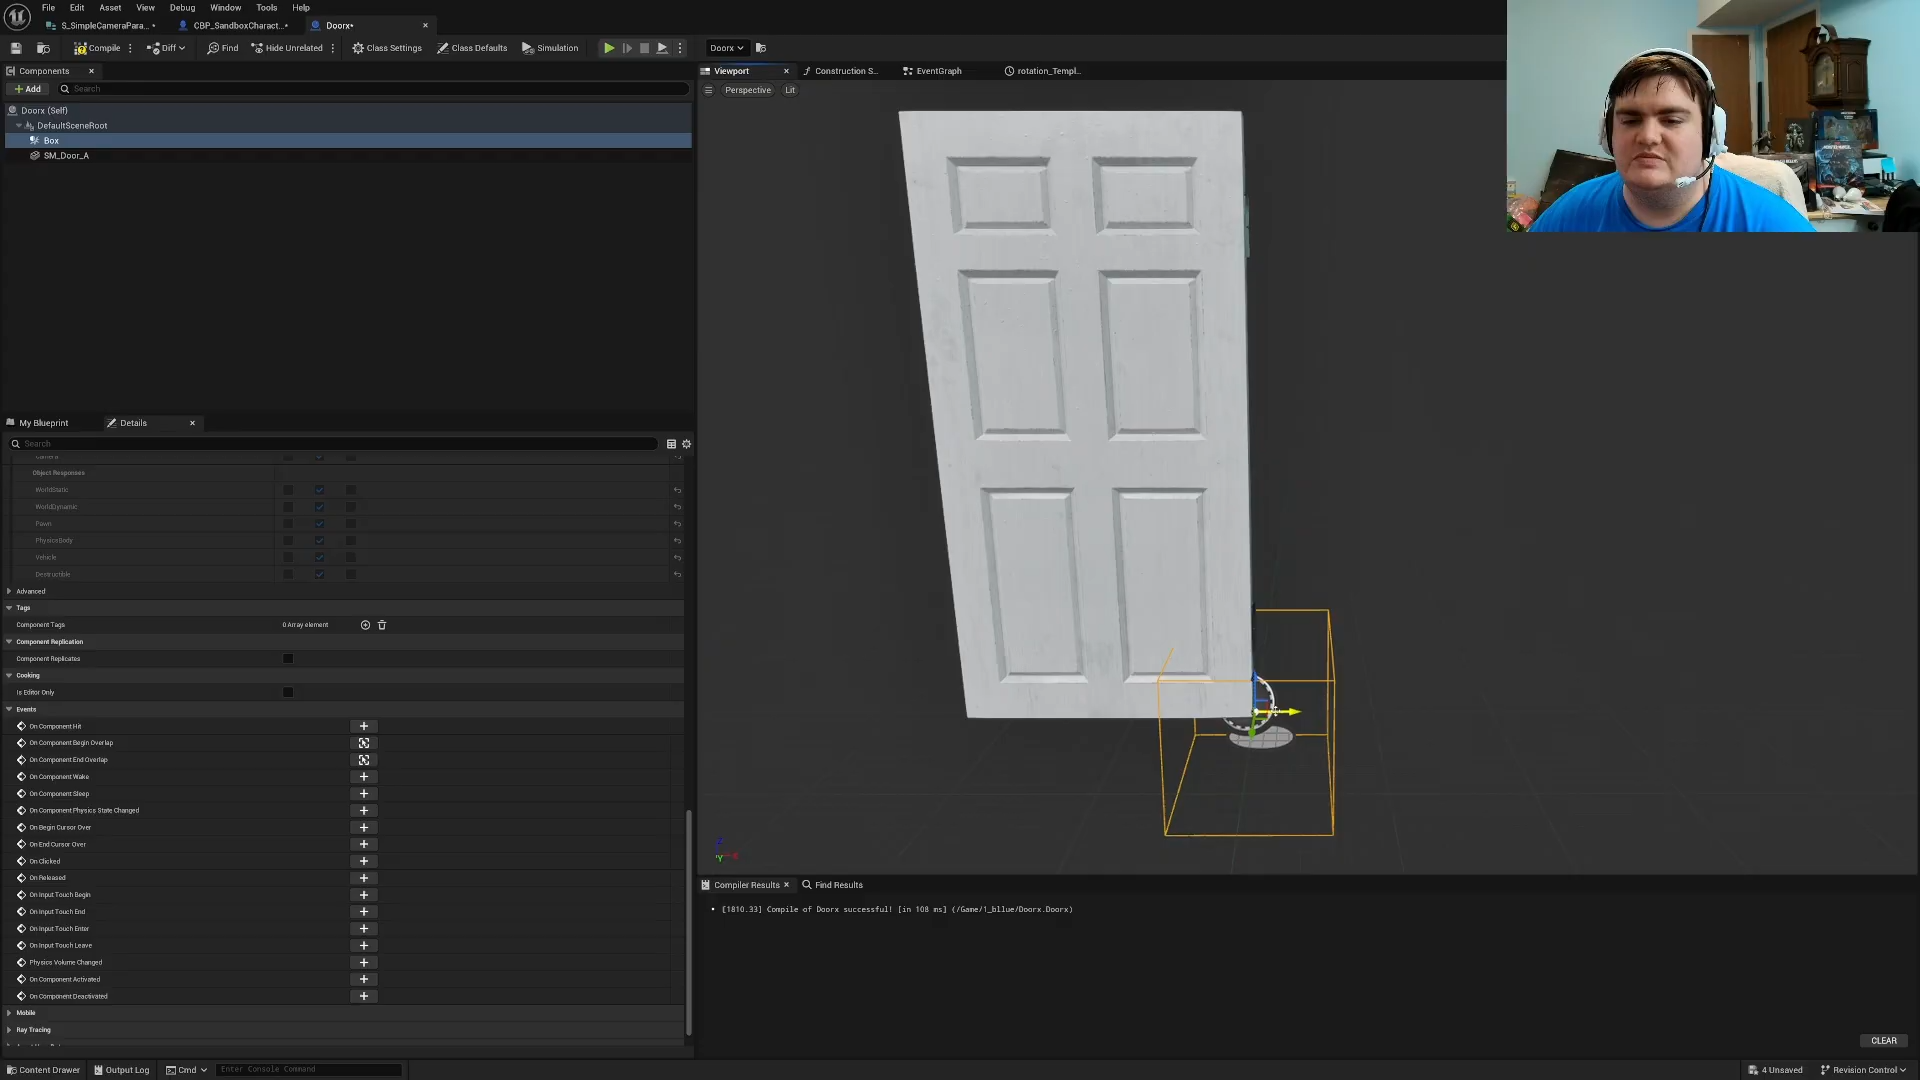 File Edit Asset View Debug Window Tools Help
S_SimpleCameraPara...* CBP_SandboxCharact...* Doorx*
Compile Diff Find Hide Unrelated Class Settings Class Defaults Simulation Doorx
Components
Add Search
Doorx (Self)
DefaultSceneRoot
Box
SM_Door_A
Viewport Construction S... EventGraph rotation_Templ...
Perspective Lit
My Blueprint Details
Search
Camera
Object Responses
WorldStatic
WorldDynamic
Pawn
PhysicsBody
Vehicle
Destructible
Advanced
Tags
Component Tags 0 Array element
Component Replication
Component Replicates
Cooking
Is Editor Only
Events
On Component Hit
On Component Begin Overlap
On Component End Overlap
On Component Wake
On Component Sleep
On Component Physics State Changed
On Begin Cursor Over
On End Cursor Over
On Clicked
On Released
On Input Touch Begin
On Input Touch End
On Input Touch Enter
On Input Touch Leave
Physics Volume Changed
On Component Activated
On Component Deactivated
Mobile
Ray Tracing
Compiler Results Find Results
[1810.33] Compile of Doorx successful! [in 108 ms] (/Game/1_bllue/Doorx.Doorx)
CLEAR
Content Drawer Output Log Cmd Enter Console Command 4 Unsaved Revision Control